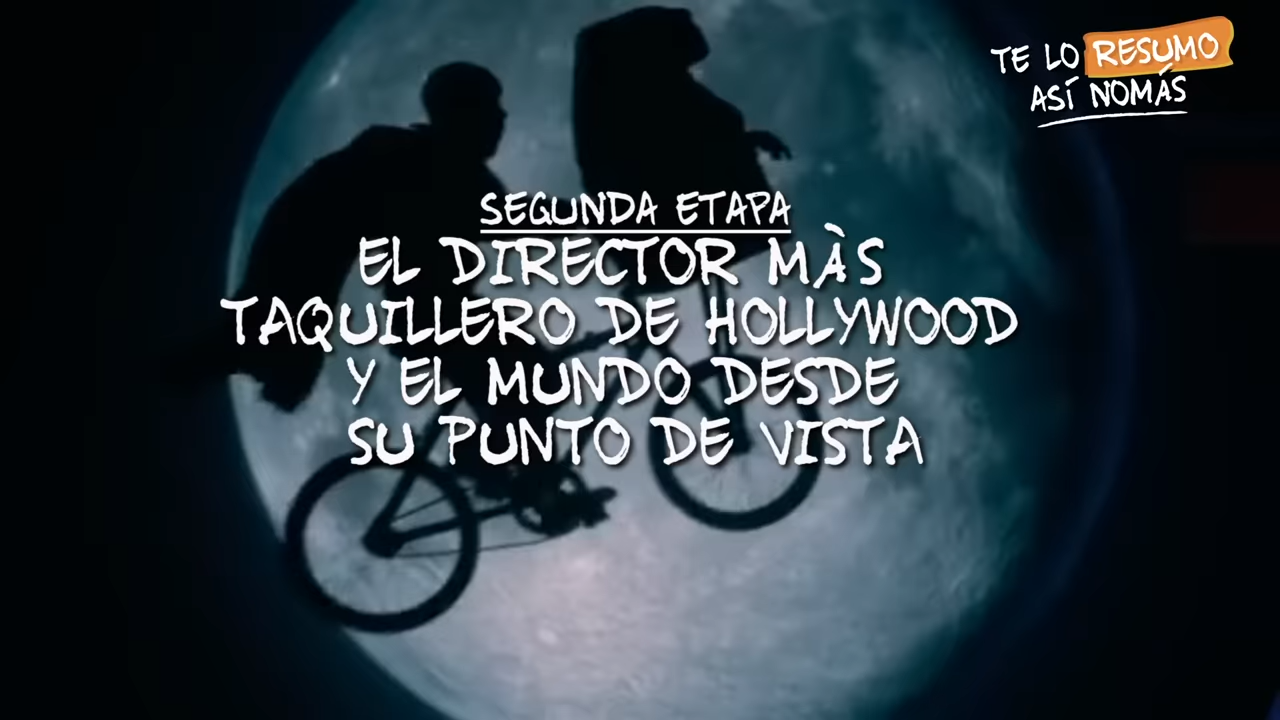 TE LO RESUMO
ASÍ NOMÁS
SEGUNDA ETAPA
EL DIRECTOR MÀS
TAQUILLERO DE HOLLYWOOD
Y EL MUNDO DESDE
SU PUNTO DE VISTA